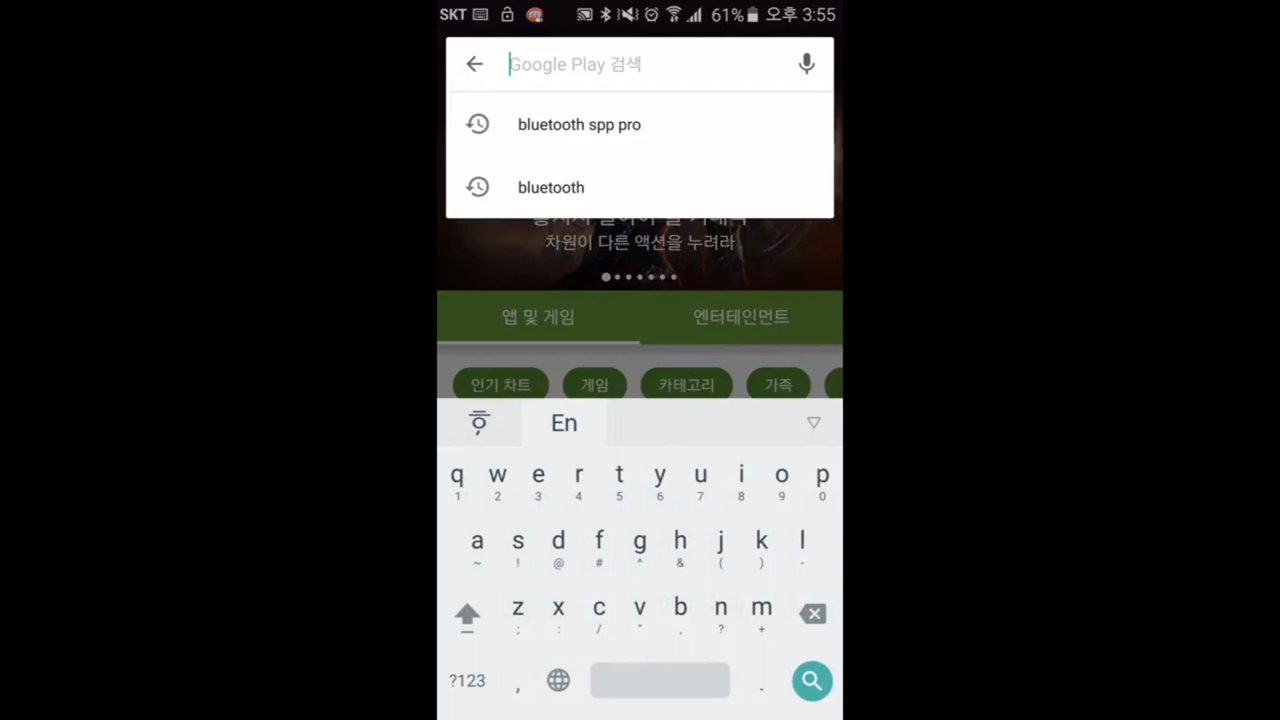 SKT 61% 오후 3:55
Google Play 검색
bluetooth spp pro
bluetooth
차원이 다른 액션을 누려라
앱 및 게임 엔터테인먼트
인기 차트 게임 카테고리 가족
En
q w e r t y u i o p
1 2 3 4 5 6 7 8 9 0
a s d f g h j k l
~ ! @ # ^ & ( ) -
z x c v b n m
; : / " , ? +
?123 , .